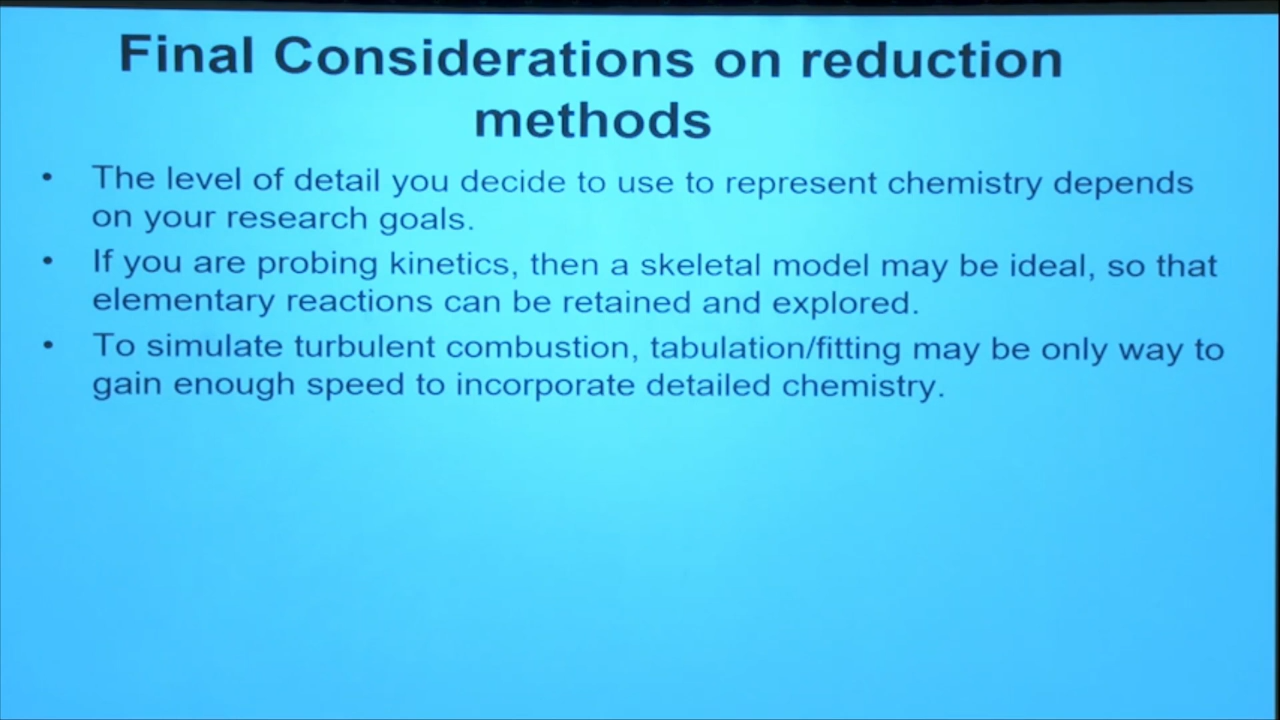 Final Considerations on reduction
methods
• The level of detail you decide to use to represent chemistry depends
on your research goals.
• If you are probing kinetics, then a skeletal model may be ideal, so that
elementary reactions can be retained and explored.
• To simulate turbulent combustion, tabulation/fitting may be only way to
gain enough speed to incorporate detailed chemistry.